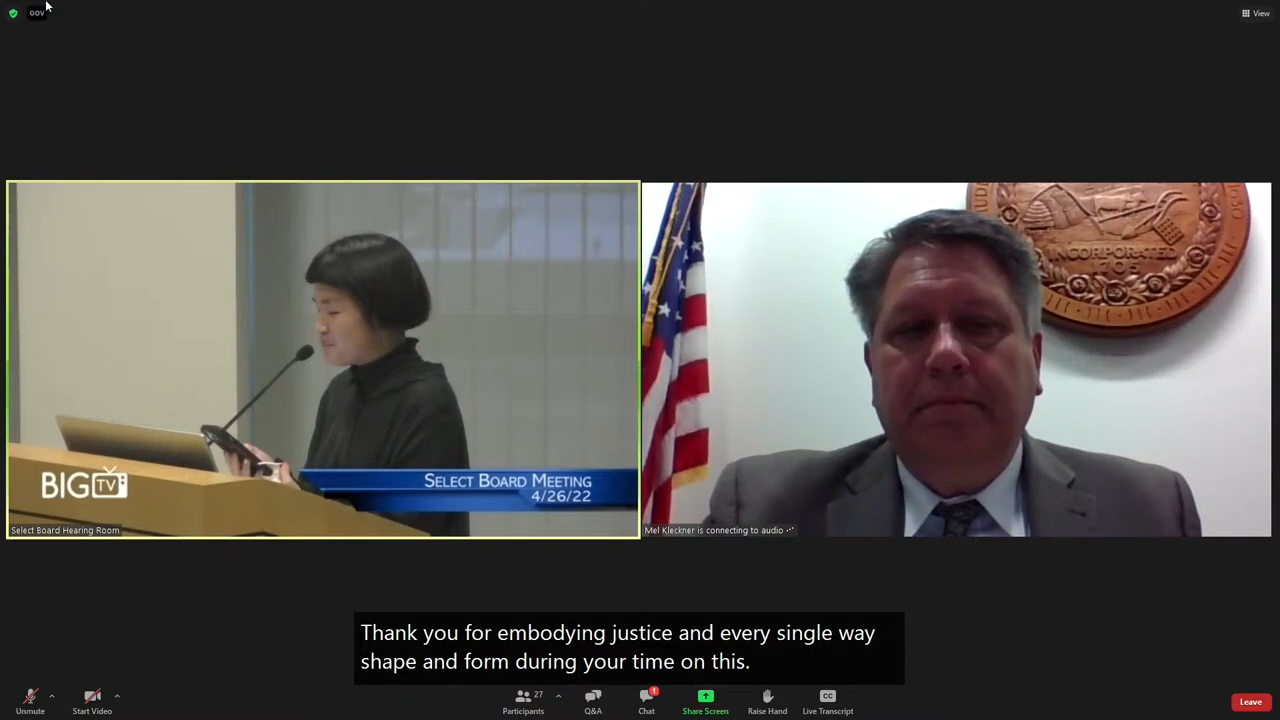 GOV
View
INCORPORATED
BIG TV
SELECT BOARD MEETING
4/26/22
Select Board Hearing Room
Mel Kleckner is connecting to audio
Thank you for embodying justice and every single way
shape and form during your time on this.
27
1
CC
Unmute
Start Video
Participants
Q&A
Chat
Share Screen
Raise Hand
Live Transcript
Leave